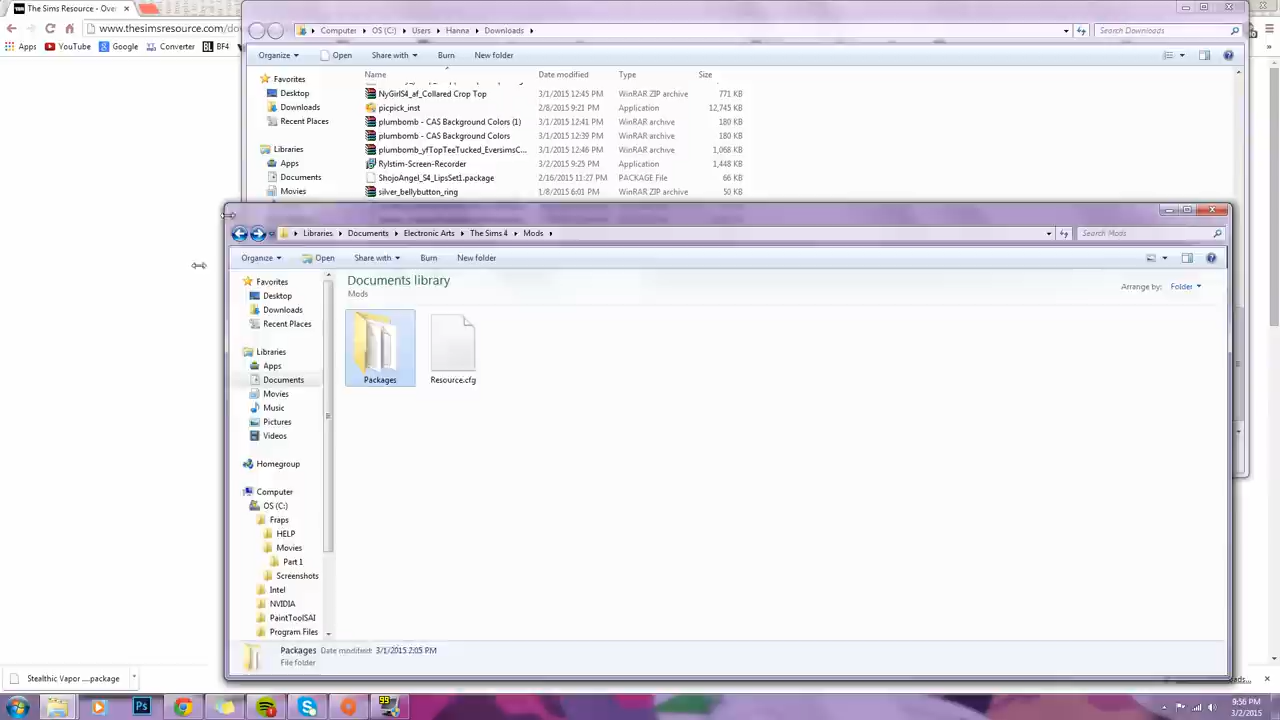 The Sims Resource - Over
www.thesimsresource.com/do
Apps YouTube Google Converter BF4
Computer OS (C:) Users Hanna Downloads Search Downloads
Organize Open Share with Burn New folder
Favorites
Desktop
Downloads
Recent Places
Libraries
Apps
Documents
Movies
Name Date modified Type Size
NyGirlS4_af_Collared Crop Top 3/1/2015 12:45 PM WinRAR ZIP archive 771 KB
picpick_inst 2/8/2015 9:21 PM Application 12,745 KB
plumbomb - CAS Background Colors (1) 3/1/2015 12:41 PM WinRAR archive 180 KB
plumbomb - CAS Background Colors 3/1/2015 12:39 PM WinRAR archive 180 KB
plumbomb_yfTopTeeTucked_EversimsC... 3/1/2015 12:46 PM WinRAR archive 1,068 KB
Rylstim-Screen-Recorder 3/2/2015 9:25 PM Application 1,448 KB
ShojoAngel_S4_LipsSet1.package 2/16/2015 11:27 PM PACKAGE File 66 KB
silver_bellybutton_ring 1/8/2015 6:01 PM WinRAR ZIP archive 50 KB
Libraries Documents Electronic Arts The Sims 4 Mods Search Mods
Organize Open Share with Burn New folder
Favorites
Desktop
Downloads
Recent Places
Libraries
Apps
Documents
Movies
Music
Pictures
Videos
Homegroup
Computer
OS (C:)
Fraps
HELP
Movies
Part 1
Screenshots
Intel
NVIDIA
PaintToolSAI
Program Files
Documents library
Mods
Arrange by: Folder
Packages Resource.cfg
Packages Date modified: 3/1/2015 2:05 PM
File folder
Stealthic Vapor ....package
99
Ps
9:56 PM
3/2/2015